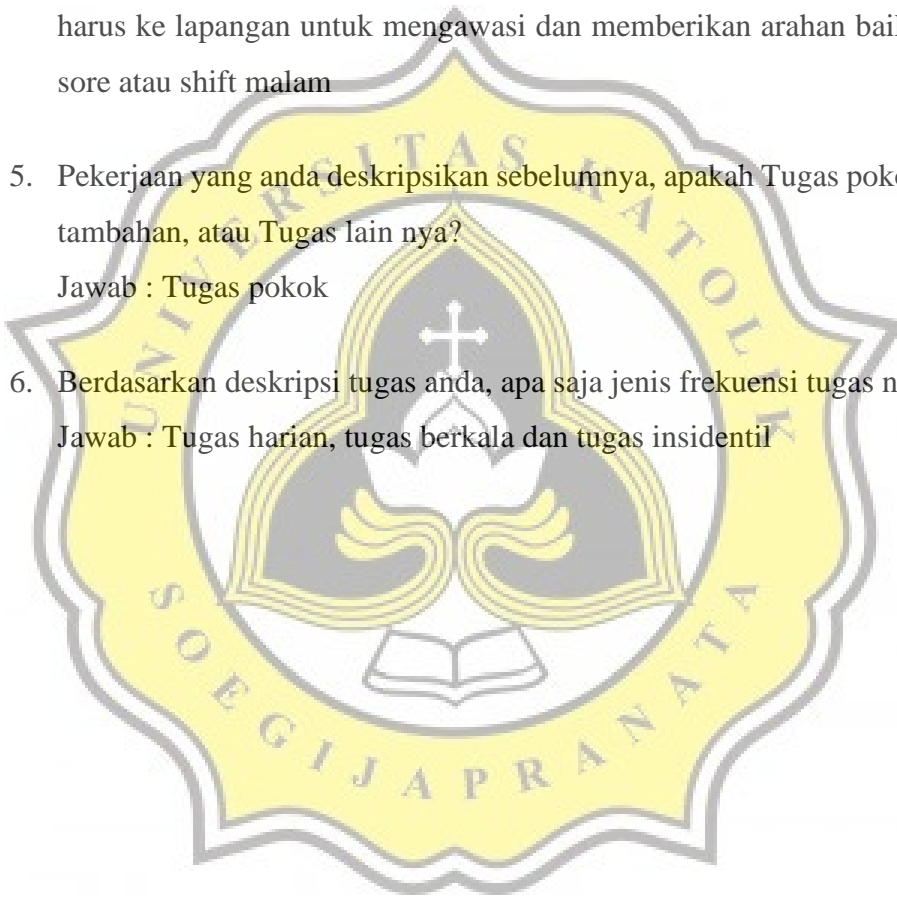 harus ke lapangan untuk mengawasi dan memberikan arahan
sore atau shift malam
5. Pekerjaan yang anda deskripsikan sebelumnya, apakah Tugas
tambahan, atau Tugas lain nya?
Jawab : Tugas pokok
6. Berdasarkan deskripsi tugas anda, apa saja jenis frekuensi tugas
Jawab : Tugas harian, tugas berkala dan tugas insidentil
UNIVERSITAS KATOLIK
SOEGIJAPRANATA